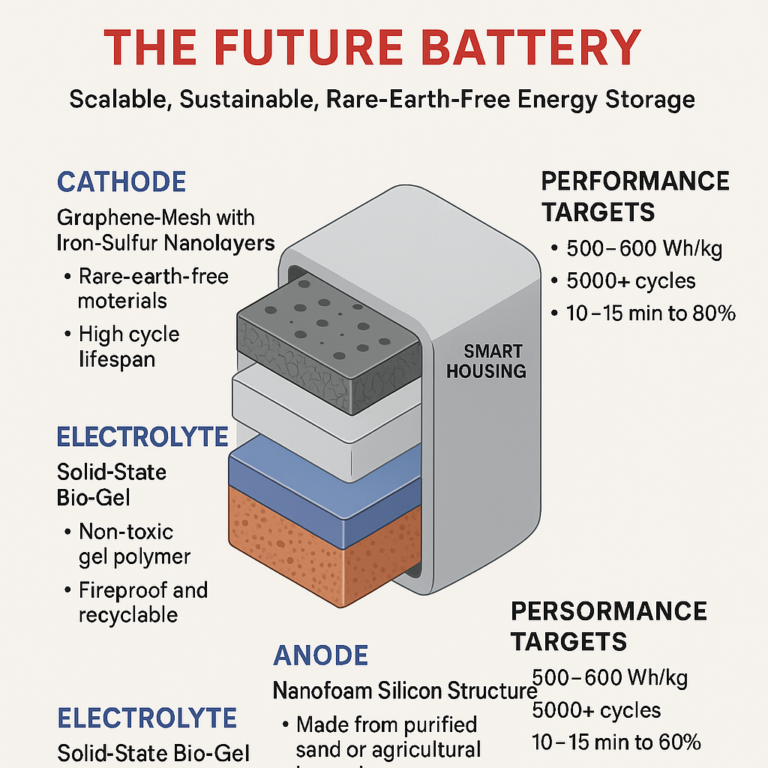 THE FUTURE BATTERY
Scalable, Sustainable, Rare-Earth-Free Energy Storage
CATHODE
Graphene-Mesh with
Iron-Sulfur Nanolayers
• Rare-earth-free
moterials
• High cycle
lifespan
PERFORMANCE
TARGETS
• 500–600 Wh/kg
• 5000+ cycles
• 10–15 min to 80%
SMART
HOUSING
ELECTROLYTE
Solid-State
Bio-Gel
• Non-toxic
gel polymer
• Fireproof and
recyclable
ANODE
Nanofoam Silicon Structure
• Made from purified
sand or agricultural
PERSORMANCE
TARGETS
500–600 Wh/kg
5000+ cycles
10–15 min to 60%
ELECTROLYTE
Solid-State Bio-Gel